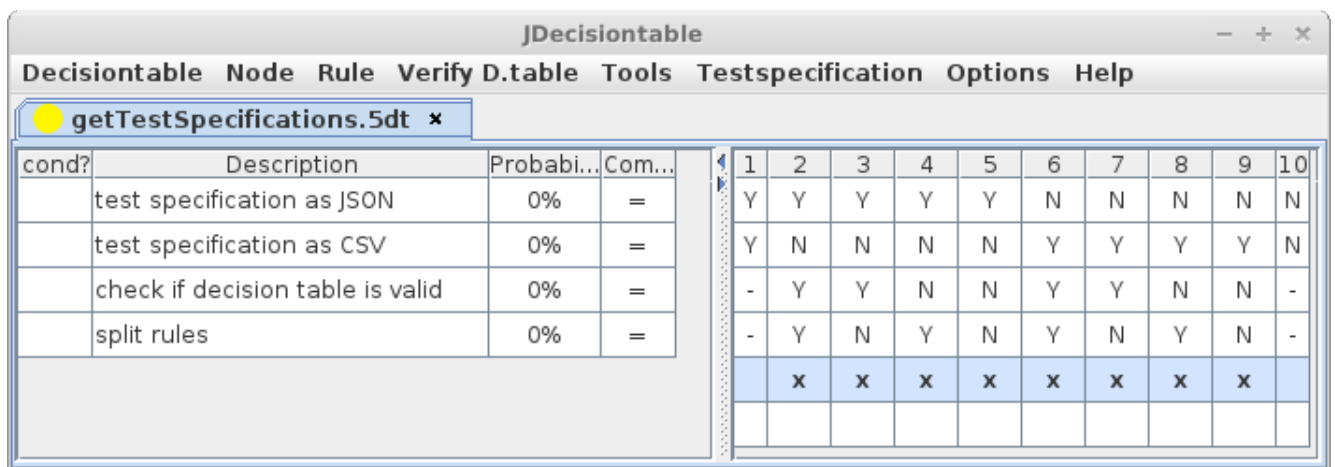 JDecisiontable
Decisiontable Node Rule Verify D.table Tools Testspecification Options Help
getTestSpecifications.5dt ×
cond? Description Probabi... Com... 1 2 3 4 5 6 7 8 9 10
test specification as JSON 0% = Y Y Y Y Y N N N N N
test specification as CSV 0% = Y N N N N Y Y Y Y N
check if decision table is valid 0% = - Y Y N N Y Y N N -
split rules 0% = - Y N Y N Y N Y N -
x x x x x x x x